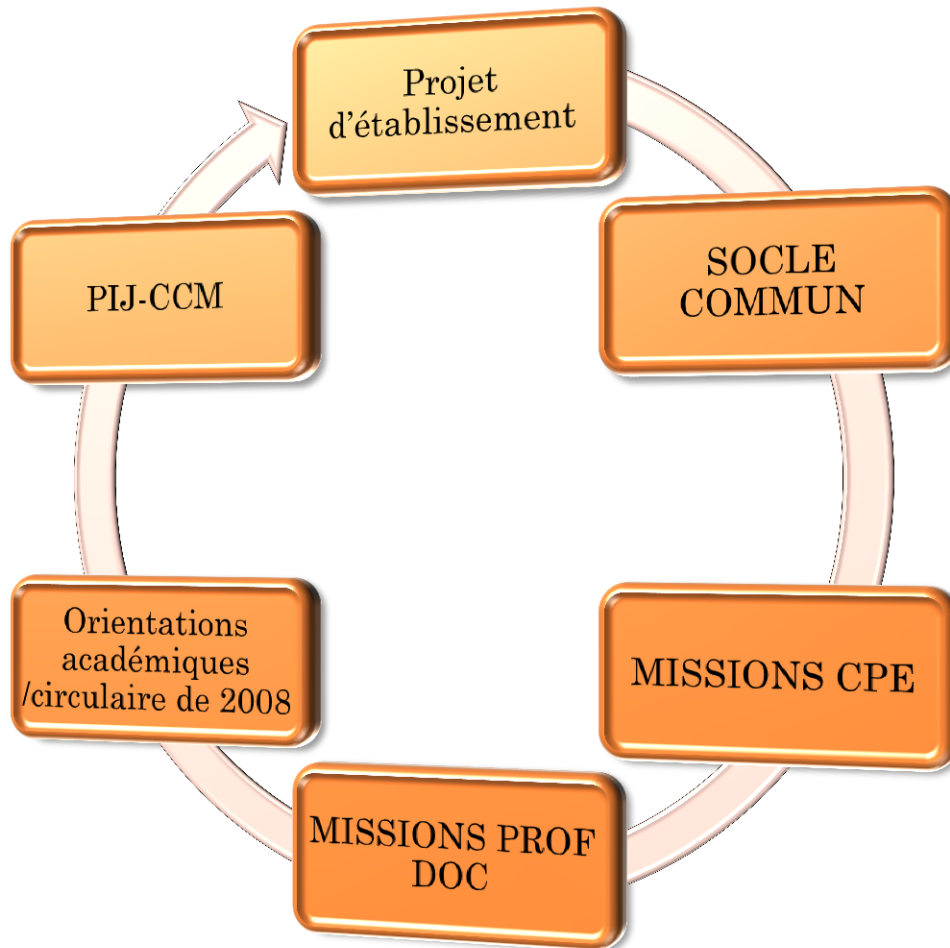 Projet
d'établissement
SOCLE
COMMUN
MISSIONS CPE
MISSIONS PROF
DOC
Orientations
académiques
/circulaire de 2008
PIJ-CCM